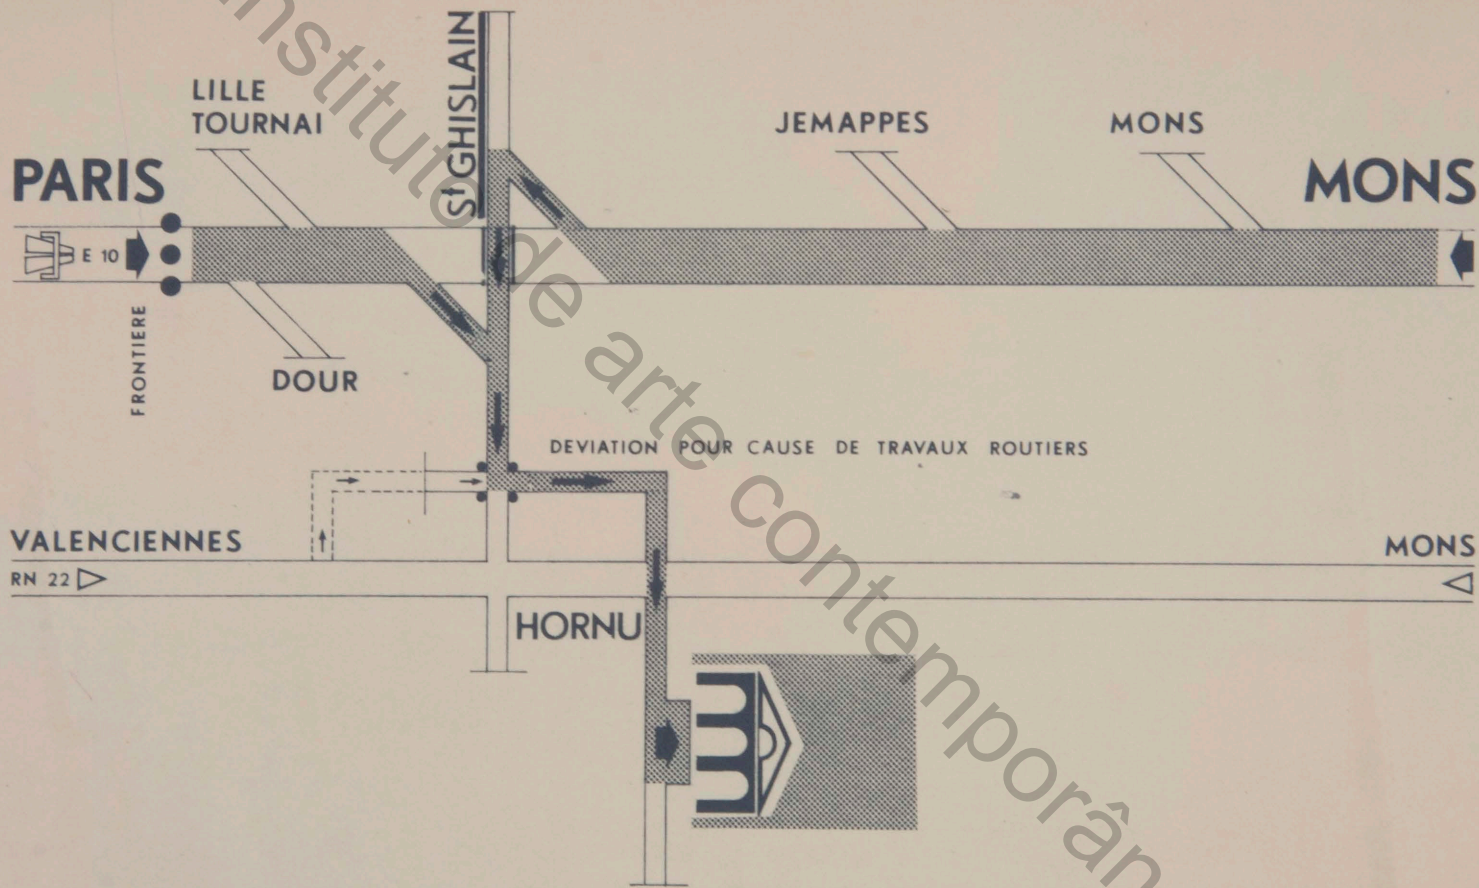 St GHISLAIN
LILLE
TOURNAI
JEMAPPES
MONS
PARIS
MONS
E 10
FRONTIERE
DOUR
DEVIATION POUR CAUSE DE TRAVAUX ROUTIERS
VALENCIENNES
MONS
RN 22
HORNU
instituto de arte contemporân